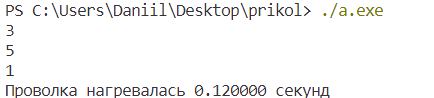 PS C:\Users\Daniil\Desktop\prikol> ./a.exe
3
5
1
Проволка нагревалась 0.120000 секунд